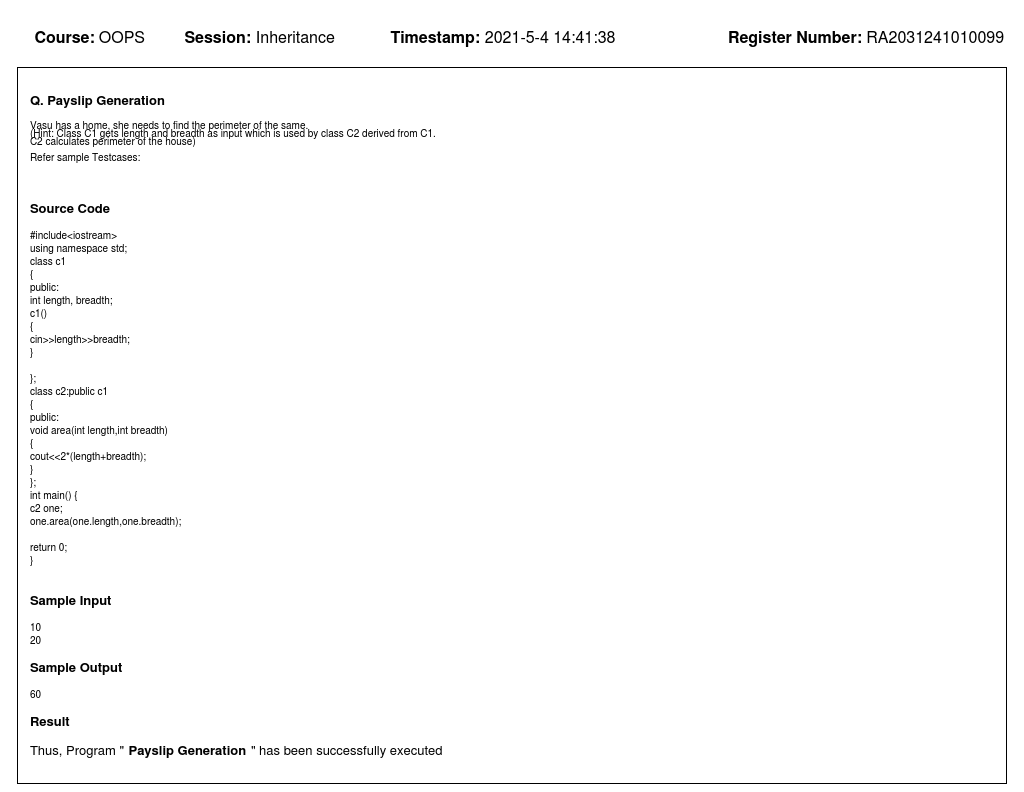 Course: OOPS Session: Inheritance Timestamp: 2021-5-4 14:41:38 Register Number: RA2031241010099
Q. Payslip Generation
Vasu has a home, she needs to find the perimeter of the same.
(Hint: Class C1 gets length and breadth as input which is used by class C2 derived from C1.
C2 calculates perimeter of the house)
Refer sample Testcases:
Source Code
#include<iostream>
using namespace std;
class c1
{
public:
int length, breadth;
c1()
{
cin>>length>>breadth;
}
};
class c2:public c1
{
public:
void area(int length,int breadth)
{
cout<<2*(length+breadth);
}
};
int main() {
c2 one;
one.area(one.length,one.breadth);
return 0;
}
Sample Input
10
20
Sample Output
60
Result
Thus, Program " Payslip Generation " has been successfully executed